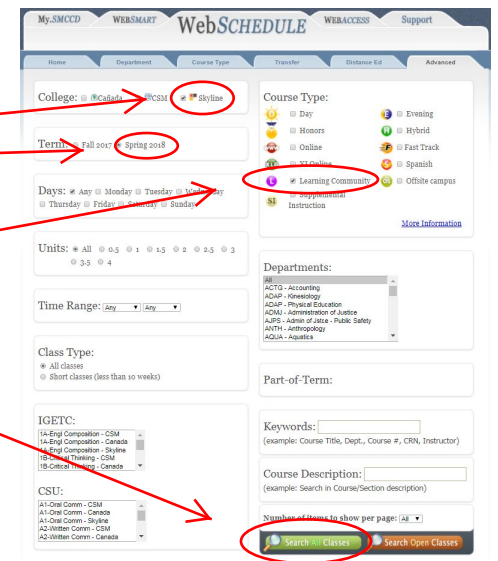 My.SMCCD WEBSMART WebSCHEDULE WEBACCESS Support
Home Department Course Type Transfer Distance Ed Advanced
College: Cañada CSM Skyline
Term: Fall 2017 Spring 2018
Days: Any Monday Tuesday Wednesday
Thursday Friday Saturday Sunday
Units: All 0.5 1 1.5 2 2.5 3
3.5 4
Time Range: Any Any
Class Type:
All classes
Short classes (less than 10 weeks)
IGETC:
1A-Engl Composition - CSM
1A-Engl Composition - Canada
1A-Engl Composition - Skyline
1B-Critical Thinking - CSM
1B-Critical Thinking - Canada
CSU:
A1-Oral Comm - CSM
A1-Oral Comm - Canada
A1-Oral Comm - Skyline
A2-Written Comm - CSM
A2-Written Comm - Canada
Course Type:
Day Evening
Honors H Hybrid
Online F Fast Track
XI Online Spanish
Learning Community Offsite campus
SI Supplemental
Instruction
More Information
Departments:
All
ACTG - Accounting
ADAP - Kinesiology
ADAP - Physical Education
ADMJ - Administration of Justice
AJPS - Admin of Jstce - Public Safety
ANTH - Anthropology
AQUA - Aquatics
Part-of-Term:
Keywords:
(example: Course Title, Dept., Course #, CRN, Instructor)
Course Description:
(example: Search in Course/Section description)
Number of items to show per page: All
Search All Classes Search Open Classes